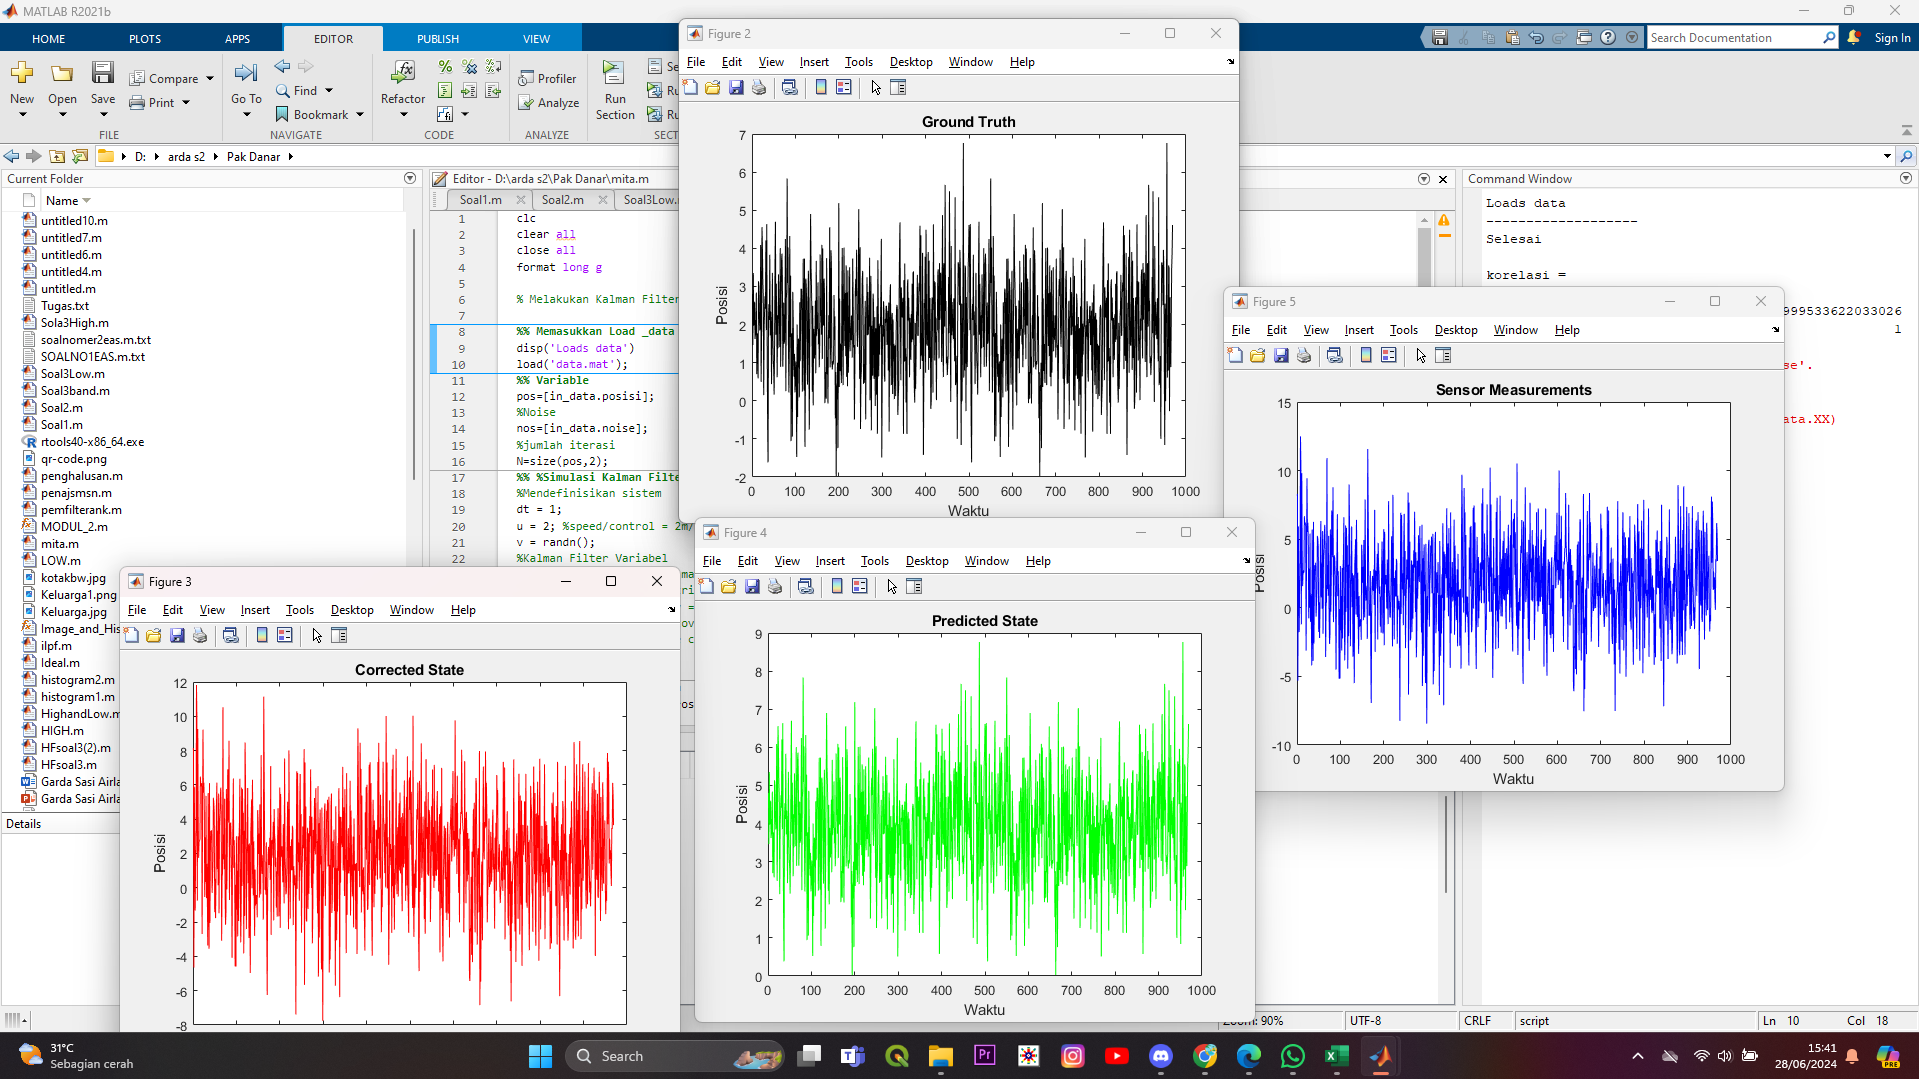 MATLAB R2021b
HOME
PLOTS
APPS
EDITOR
PUBLISH
VIEW
Search Documentation
Sign In
New
Open
Save
Compare
Print
Go To
Find
Bookmark
Refactor
Profiler
Analyze
Run
Section
FILE
NAVIGATE
CODE
ANALYZE
SECT
D:
arda s2
Pak Danar
Current Folder
Name
untitled10.m
untitled7.m
untitled6.m
untitled4.m
untitled.m
Tugas.txt
Sola3High.m
soalnomer2eas.m.txt
SOALNO1EAS.m.txt
Soal3Low.m
Soal3band.m
Soal2.m
Soal1.m
rtools40-x86_64.exe
qr-code.png
penghalusan.m
penajsmsn.m
pemfilterank.m
MODUL_2.m
mita.m
LOW.m
kotakbw.jpg
Keluarga1.png
Keluarga.jpg
Image_and_His
ilpf.m
Ideal.m
histogram2.m
histogram1.m
HighandLow.m
HIGH.m
HFsoal3(2).m
HFsoal3.m
Garda Sasi Airla
Garda Sasi Airla
Details
Editor - D:\arda s2\Pak Danar\mita.m
Soal1.m
Soal2.m
Soal3Low.
1 clc
2 clear all
3 close all
4 format long g
5
6 % Melakukan Kalman Filter
7
8 %% Memasukkan Load _data
9 disp('Loads data')
10 load('data.mat');
11 %% Variable
12 pos=[in_data.posisi];
13 %Noise
14 nos=[in_data.noise];
15 %jumlah iterasi
16 N=size(pos,2);
17 %% %Simulasi Kalman Filte
18 %Mendefinisikan sistem
19 dt = 1;
20 u = 2; %speed/control = 2m/
21 v = randn();
22 %Kalman Filter Variabel
Command Window
Loads data
-------------------
Selesai
korelasi =
999533622033026
1
se'.
ata.XX)
Figure 2
File Edit View Insert Tools Desktop Window Help
Ground Truth
7
6
5
4
3
2
1
0
-1
-2
Posisi
0 100 200 300 400 500 600 700 800 900 1000
Waktu
Figure 5
File Edit View Insert Tools Desktop Window Help
Sensor Measurements
15
10
5
0
-5
-10
Posisi
0 100 200 300 400 500 600 700 800 900 1000
Waktu
Figure 4
File Edit View Insert Tools Desktop Window Help
Predicted State
9
8
7
6
5
4
3
2
1
0
Posisi
0 100 200 300 400 500 600 700 800 900 1000
Waktu
Figure 3
File Edit View Insert Tools Desktop Window Help
Corrected State
12
10
8
6
4
2
0
-2
-4
-6
-8
Posisi
90%
UTF-8
CRLF
script
Ln 10
Col 18
31°C
Sebagian cerah
Search
15:41
28/06/2024